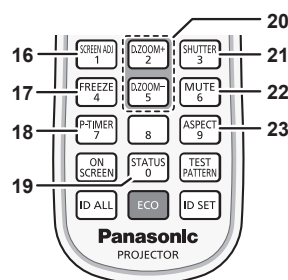 20
16 SCREEN ADJ 1 D.ZOOM+ 2 SHUTTER 3 21
17 FREEZE 4 D.ZOOM− 5 MUTE 6 22
18 P-TIMER 7 8 ASPECT 9 23
19 ON SCREEN STATUS 0 TEST PATTERN
ID ALL ECO ID SET
Panasonic
PROJECTOR